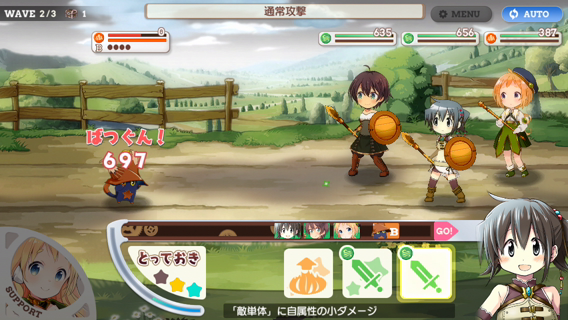 WAVE 2/3 1
通常攻撃
MENU
AUTO
0
B
635
656
387
ばつぐん!
697
B
GO!
とっておき
SUPPORT
「敵単体」に自属性の小ダメージ